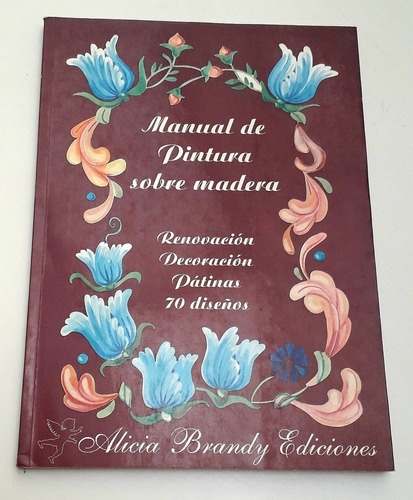 Manual de
Pintura
sobre madera
Renovación
Decoración
Pátinas
70 diseños
Alicia Brandy Ediciones